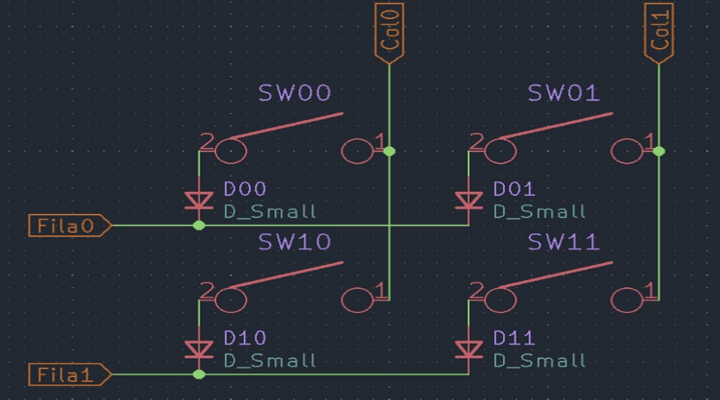 Col0 Col1
SW00 SW01
2 1 2 1
D00 D01
D_Small D_Small
Fila0
SW10 SW11
2 1 2 1
D10 D11
D_Small D_Small
Fila1